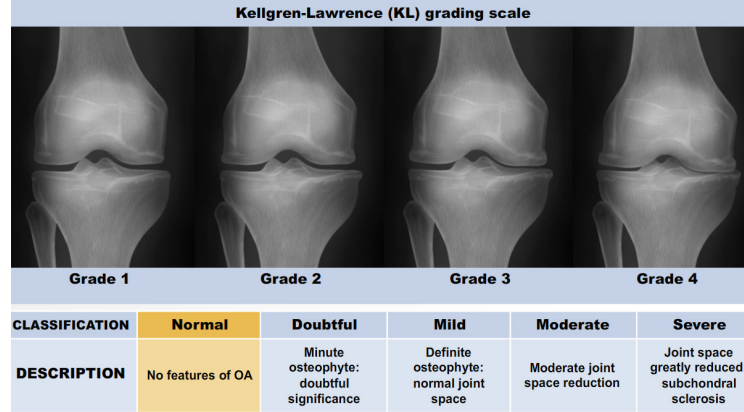 Kellgren-Lawrence (KL) grading scale
Grade 1 Grade 2 Grade 3 Grade 4
CLASSIFICATION Normal Doubtful Mild Moderate Severe
DESCRIPTION
No features of OA
Minute
osteophyte:
doubtful
significance
Definite
osteophyte:
normal joint
space
Moderate joint
space reduction
Joint space
greatly reduced
subchondral
sclerosis